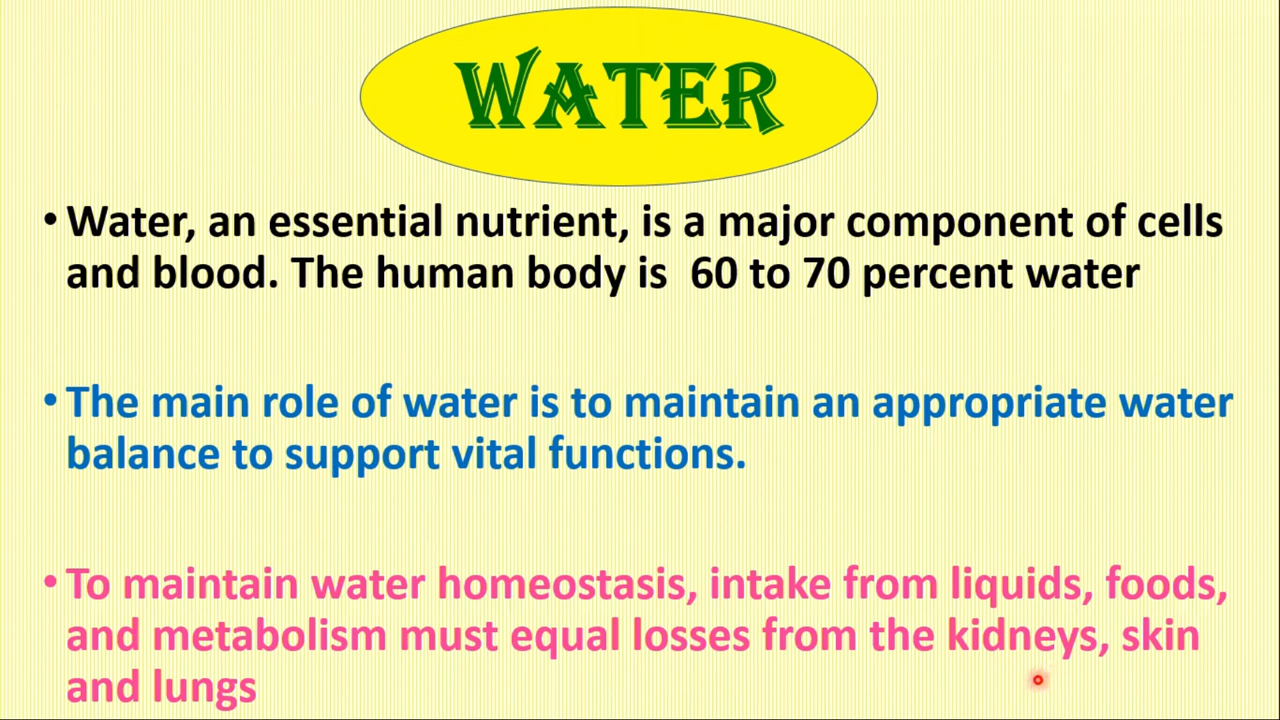 WATER
• Water, an essential nutrient, is a major component of cells
and blood. The human body is  60 to 70 percent water
• The main role of water is to maintain an appropriate water
balance to support vital functions.
• To maintain water homeostasis, intake from liquids, foods,
and metabolism must equal losses from the kidneys, skin
and lungs